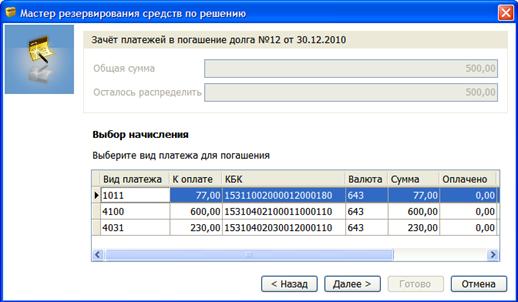 Мастер резервирования средств по решению
Зачёт платежей в погашение долга №12 от 30.12.2010
Общая сумма 500,00
Осталось распределить 500,00
Выбор начисления
Выберите вид платежа для погашения
Вид платежа К оплате КБК Валюта Сумма Оплачено
1011 77,00 15311002000012000180 643 77,00 0,00
4100 600,00 15310402100011000110 643 600,00 0,00
4031 230,00 15310402030012000110 643 230,00 0,00
< Назад Далее > Готово Отмена